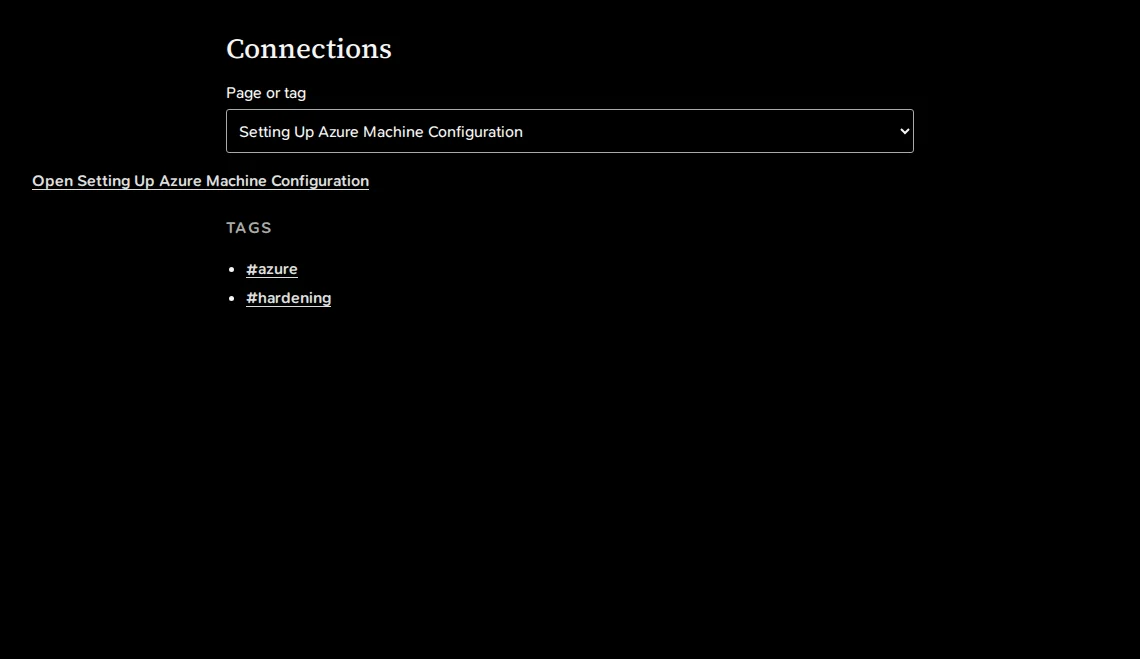 Connections
Page or tag
Setting Up Azure Machine Configuration
Open Setting Up Azure Machine Configuration
TAGS
#azure
#hardening